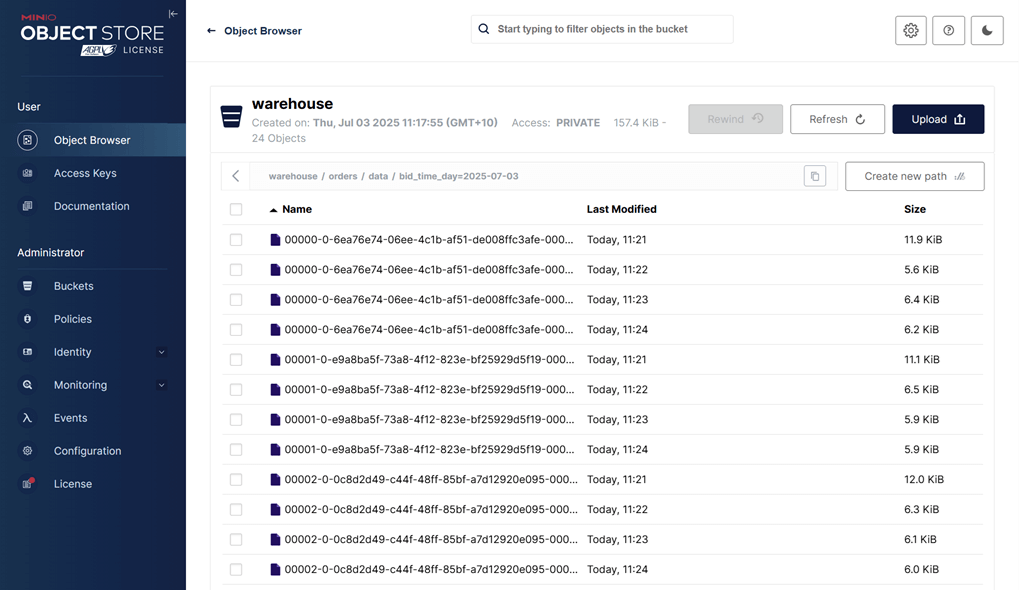 MINIO
OBJECT STORE
AGPL V3 LICENSE
User
Object Browser
Access Keys
Documentation
Administrator
Buckets
Policies
Identity
Monitoring
Events
Configuration
License
← Object Browser
Start typing to filter objects in the bucket
warehouse
Created on: Thu, Jul 03 2025 11:17:55 (GMT+10) Access: PRIVATE 157.4 KiB -
24 Objects
Rewind
Refresh
Upload
warehouse / orders / data / bid_time_day=2025-07-03
Create new path
Name Last Modified Size
00000-0-6ea76e74-06ee-4c1b-af51-de008ffc3afe-000... Today, 11:21 11.9 KiB
00000-0-6ea76e74-06ee-4c1b-af51-de008ffc3afe-000... Today, 11:22 5.6 KiB
00000-0-6ea76e74-06ee-4c1b-af51-de008ffc3afe-000... Today, 11:23 6.4 KiB
00000-0-6ea76e74-06ee-4c1b-af51-de008ffc3afe-000... Today, 11:24 6.2 KiB
00001-0-e9a8ba5f-73a8-4f12-823e-bf25929d5f19-000... Today, 11:21 11.1 KiB
00001-0-e9a8ba5f-73a8-4f12-823e-bf25929d5f19-000... Today, 11:22 6.5 KiB
00001-0-e9a8ba5f-73a8-4f12-823e-bf25929d5f19-000... Today, 11:23 5.9 KiB
00001-0-e9a8ba5f-73a8-4f12-823e-bf25929d5f19-000... Today, 11:24 5.9 KiB
00002-0-0c8d2d49-c44f-48ff-85bf-a7d12920e095-000... Today, 11:21 12.0 KiB
00002-0-0c8d2d49-c44f-48ff-85bf-a7d12920e095-000... Today, 11:22 6.3 KiB
00002-0-0c8d2d49-c44f-48ff-85bf-a7d12920e095-000... Today, 11:23 6.1 KiB
00002-0-0c8d2d49-c44f-48ff-85bf-a7d12920e095-000... Today, 11:24 6.0 KiB